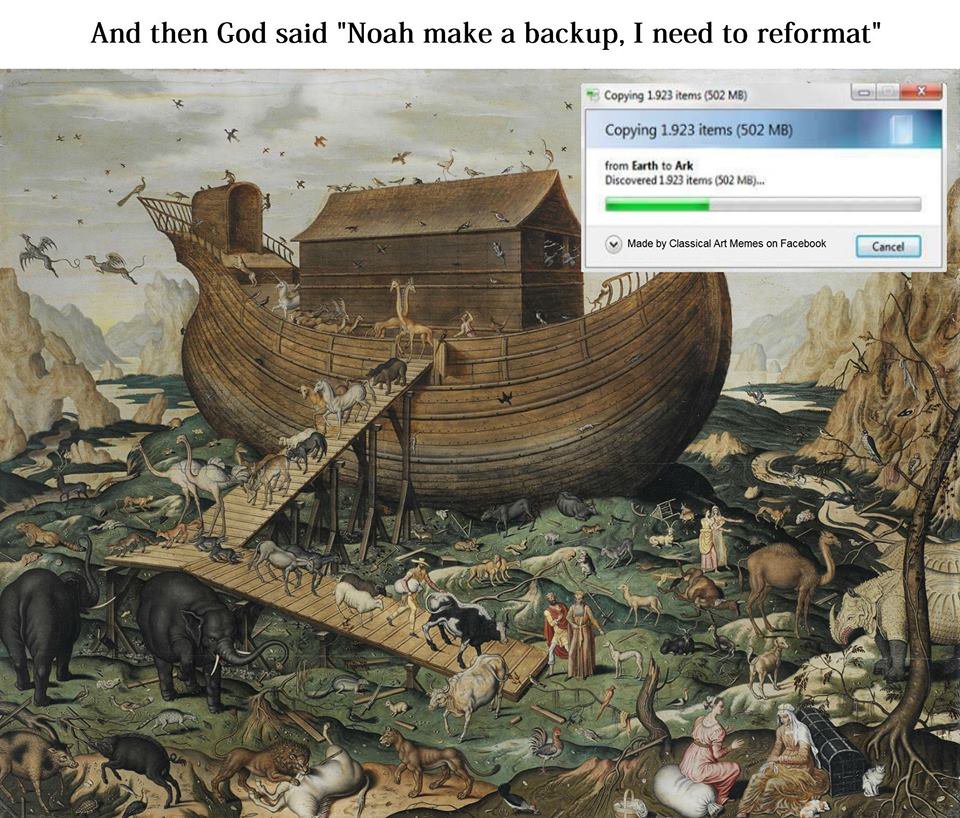 And then God said "Noah make a backup, I need to reformat"
Copying 1.923 items (502 MB)
Copying 1.923 items (502 MB)
from Earth to Ark
Discovered 1.923 items (502 MB)...
Made by Classical Art Memes on Facebook
Cancel